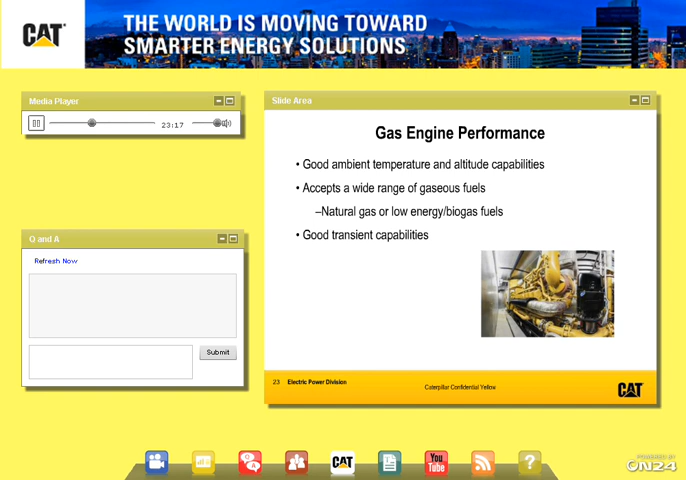 CAT
THE WORLD IS MOVING TOWARD
SMARTER ENERGY SOLUTIONS
Media Player
23:17
Slide Area
Gas Engine Performance
• Good ambient temperature and altitude capabilities
• Accepts a wide range of gaseous fuels
–Natural gas or low energy/biogas fuels
• Good transient capabilities
Q and A
Refresh Now
Submit
23 Electric Power Division
Caterpillar Confidential Yellow
CAT
Q
A
CAT
You
Tube
?
POWERED BY
ON24